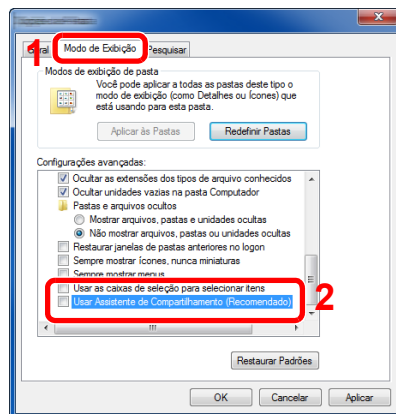 1
Geral
Modo de Exibição
Pesquisar
Modos de exibição de pasta
Você pode aplicar a todas as pastas deste tipo o
modo de exibição (como Detalhes ou Ícones) que
está usando para esta pasta.
Aplicar às Pastas
Redefinir Pastas
Configurações avançadas:
Ocultar as extensões dos tipos de arquivo conhecidos
Ocultar unidades vazias na pasta Computador
Pastas e arquivos ocultos
Mostrar arquivos, pastas e unidades ocultas
Não mostrar arquivos, pastas ou unidades ocultas
Restaurar janelas de pastas anteriores no logon
Sempre mostrar ícones, nunca miniaturas
Sempre mostrar menus
Usar as caixas de seleção para selecionar itens
Usar Assistente de Compartilhamento (Recomendado)
2
Restaurar Padrões
OK
Cancelar
Aplicar